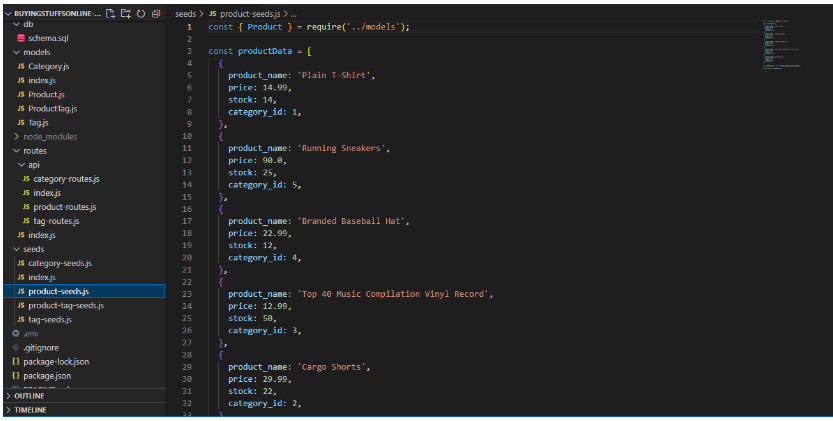 BUYINGSTUFFSONLINE-...
db
schema.sql
models
JS Category.js
JS index.js
JS Product.js
JS ProductTag.js
JS Tag.js
node_modules
routes
api
JS category-routes.js
JS index.js
JS product-routes.js
JS tag-routes.js
JS index.js
seeds
JS category-seeds.js
JS index.js
JS product-seeds.js
JS product-tag-seeds.js
JS tag-seeds.js
.env
.gitignore
{} package-lock.json
{} package.json
OUTLINE
TIMELINE
seeds > JS product-seeds.js > ...
1 const { Product } = require('../models');
2
3 const productData = [
4 {
5 product_name: 'Plain T-Shirt',
6 price: 14.99,
7 stock: 14,
8 category_id: 1,
9 },
10 {
11 product_name: 'Running Sneakers',
12 price: 90.0,
13 stock: 25,
14 category_id: 5,
15 },
16 {
17 product_name: 'Branded Baseball Hat',
18 price: 22.99,
19 stock: 12,
20 category_id: 4,
21 },
22 {
23 product_name: 'Top 40 Music Compilation Vinyl Record',
24 price: 12.99,
25 stock: 50,
26 category_id: 3,
27 },
28 {
29 product_name: 'Cargo Shorts',
30 price: 29.99,
31 stock: 22,
32 category_id: 2,